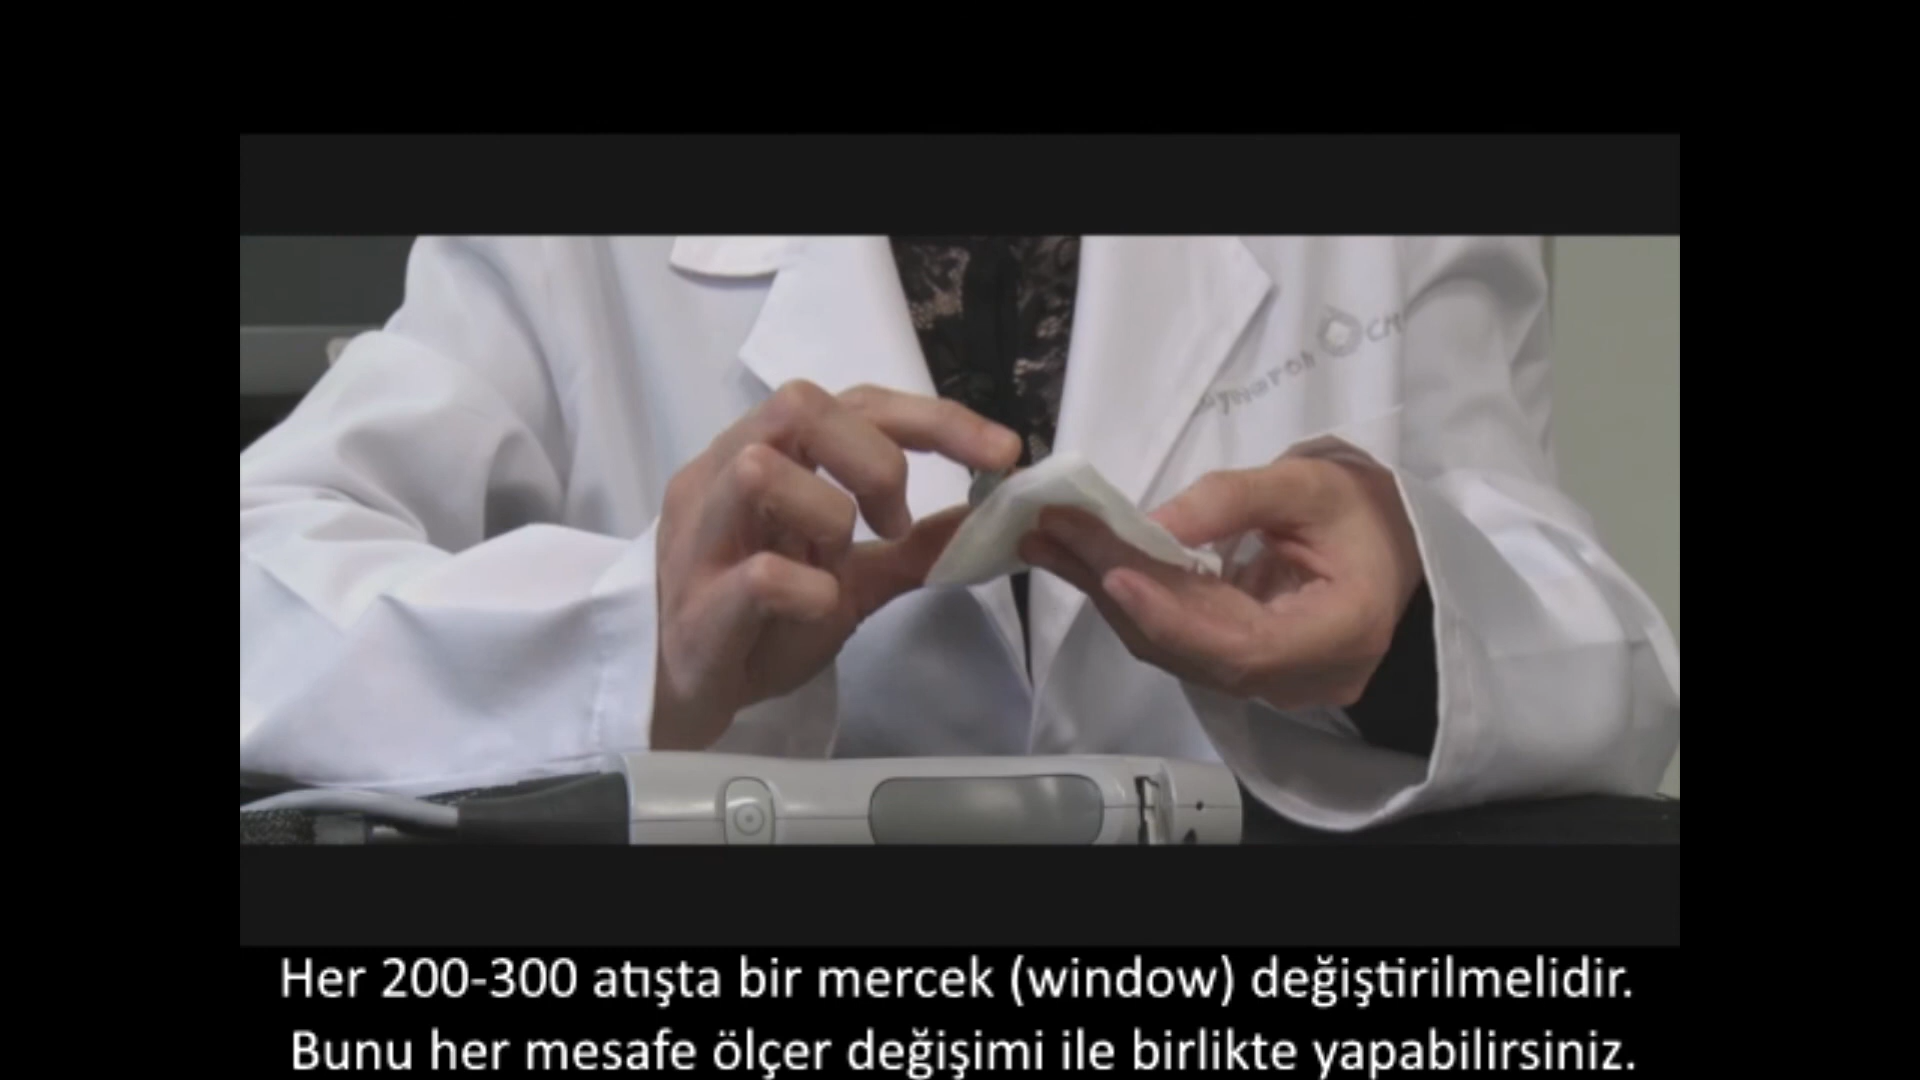 Her 200-300 atışta bir mercek (window) değiştirilmelidir.
Bunu her mesafe ölçer değişimi ile birlikte yapabilirsiniz.